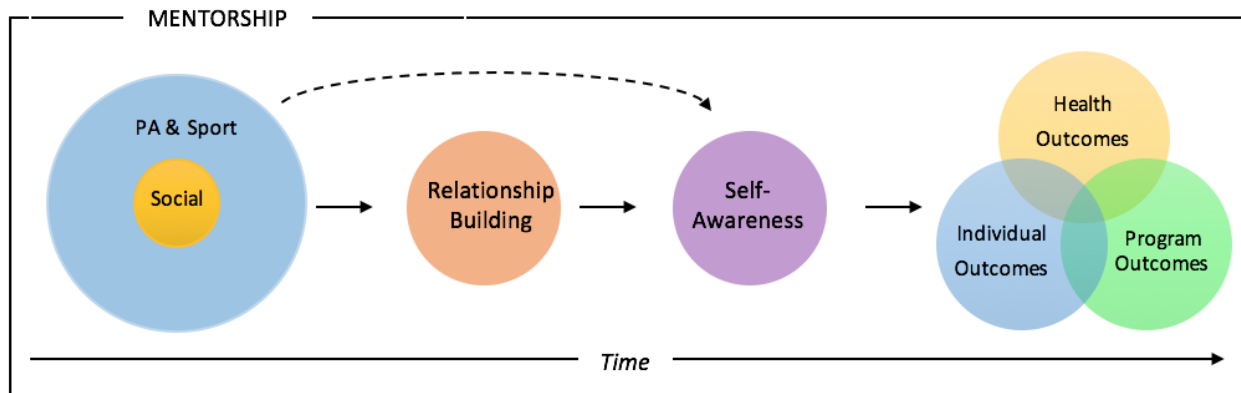 MENTORSHIP
PA & Sport
Social
Relationship
Building
Self-
Awareness
Health
Outcomes
Individual
Outcomes
Program
Outcomes
Time